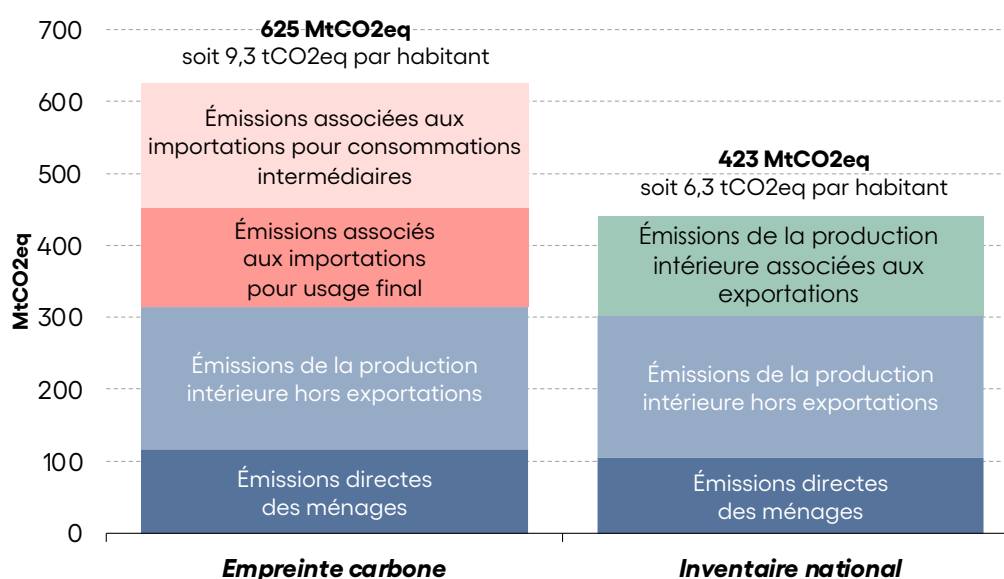 625 MtCO2eq
soit 9,3 tCO2eq par habitant
423 MtCO2eq
soit 6,3 tCO2eq par habitant
MtCO2eq
700
600
500
400
300
200
100
0
Émissions associées aux
importations pour consommations
intermédiaires
Émissions associés
aux importations
pour usage final
Émissions de la production
intérieure hors exportations
Émissions directes
des ménages
Émissions de la production
intérieure associées aux
exportations
Émissions de la production
intérieure hors exportations
Émissions directes
des ménages
Empreinte carbone
Inventaire national